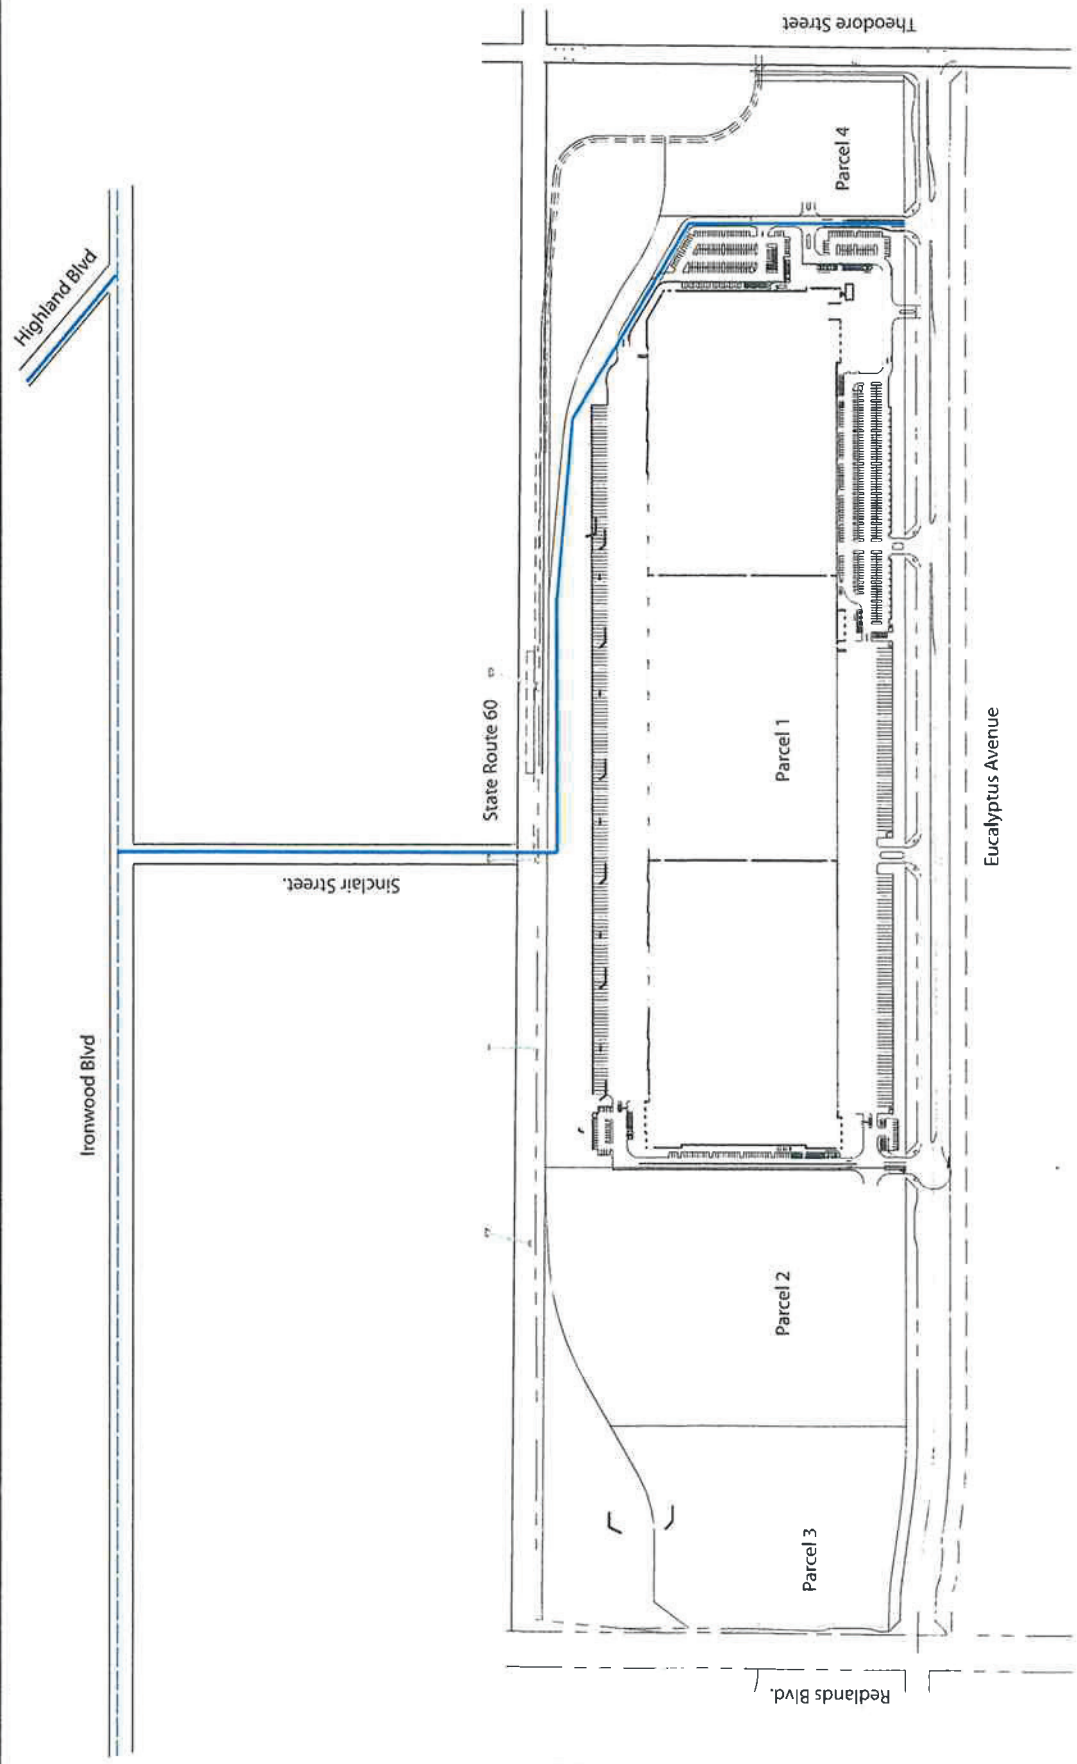 Theodore Street
Highland Blvd
Parcel 4
State Route 60
Sinclair Street.
Parcel 1
Eucalyptus Avenue
Ironwood Blvd
Parcel 2
Parcel 3
Redlands Blvd.